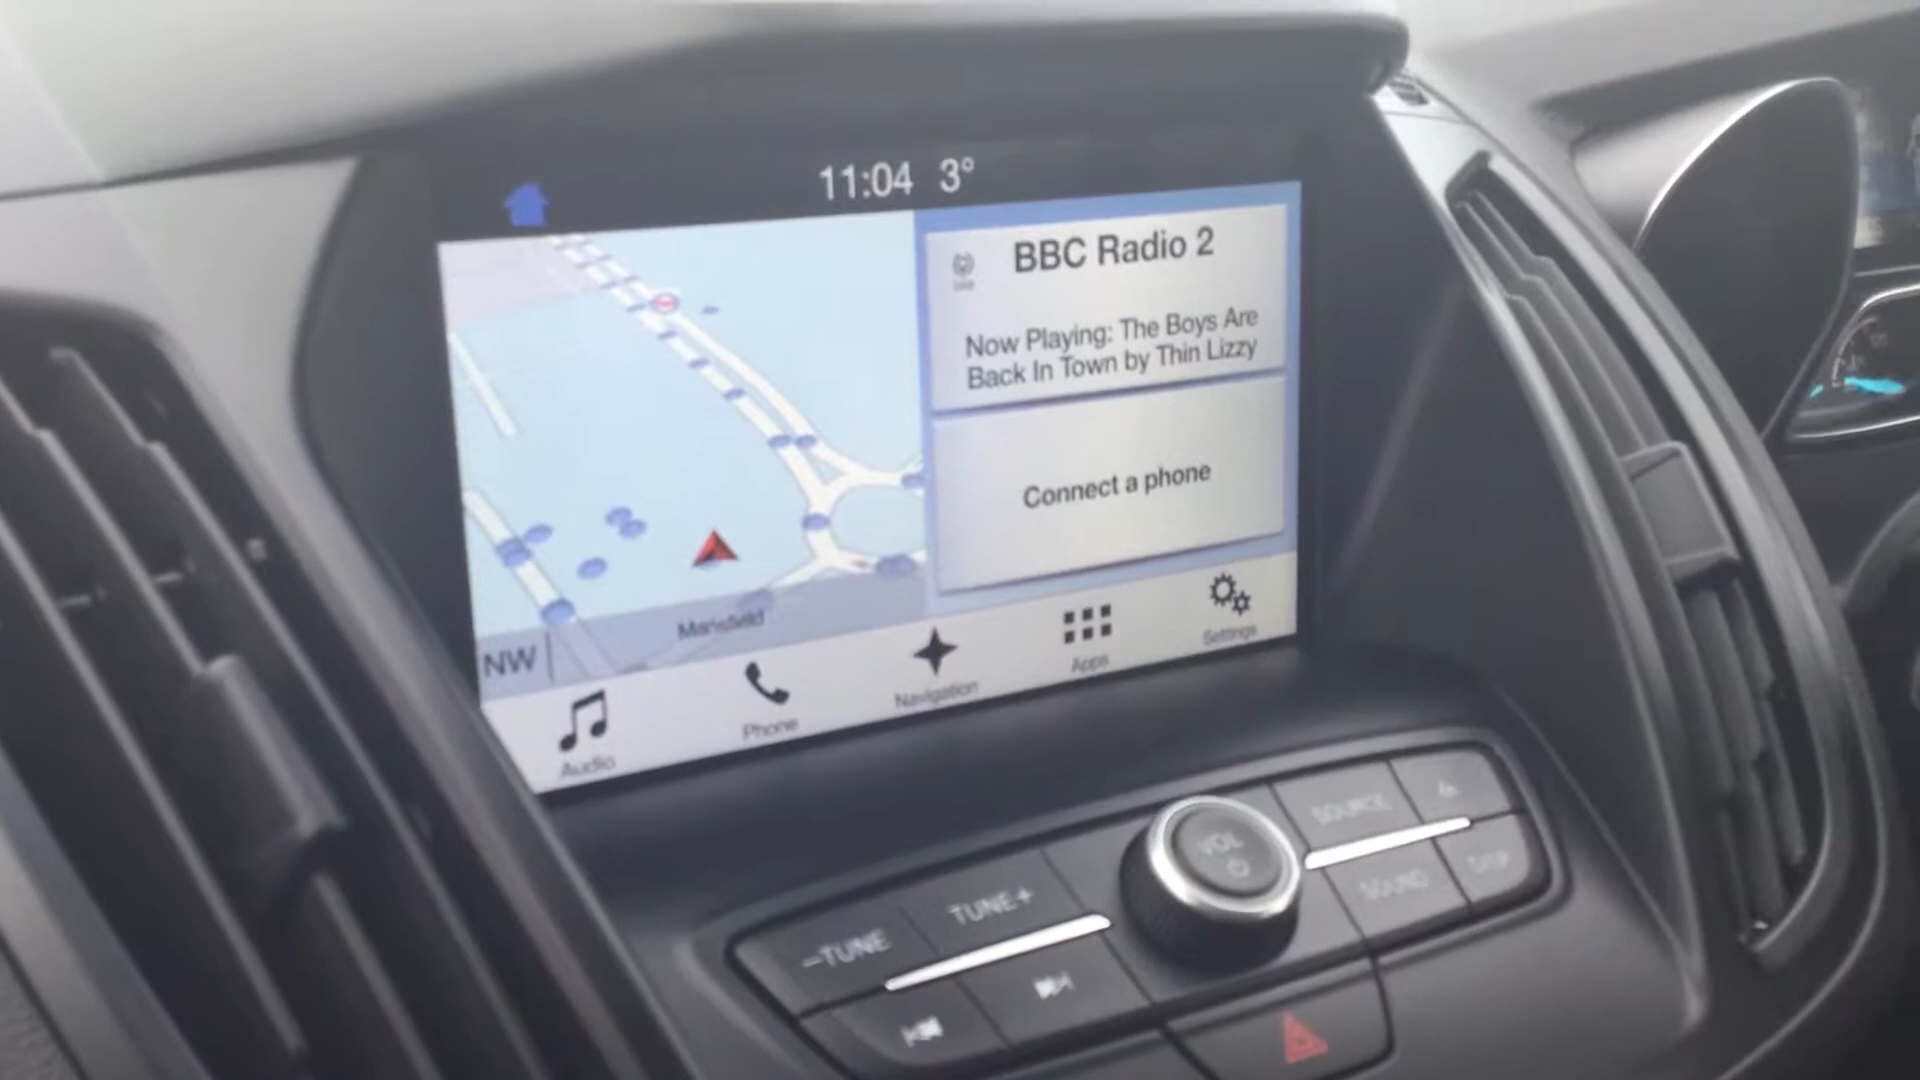 11:04 3°
BBC Radio 2
Now Playing: The Boys Are
Back In Town by Thin Lizzy
Connect a phone
Mansfield
NW
Audio
Phone
Navigation
Apps
Settings
VOL
SOURCE
–TUNE
TUNE+
SOUND
DISP